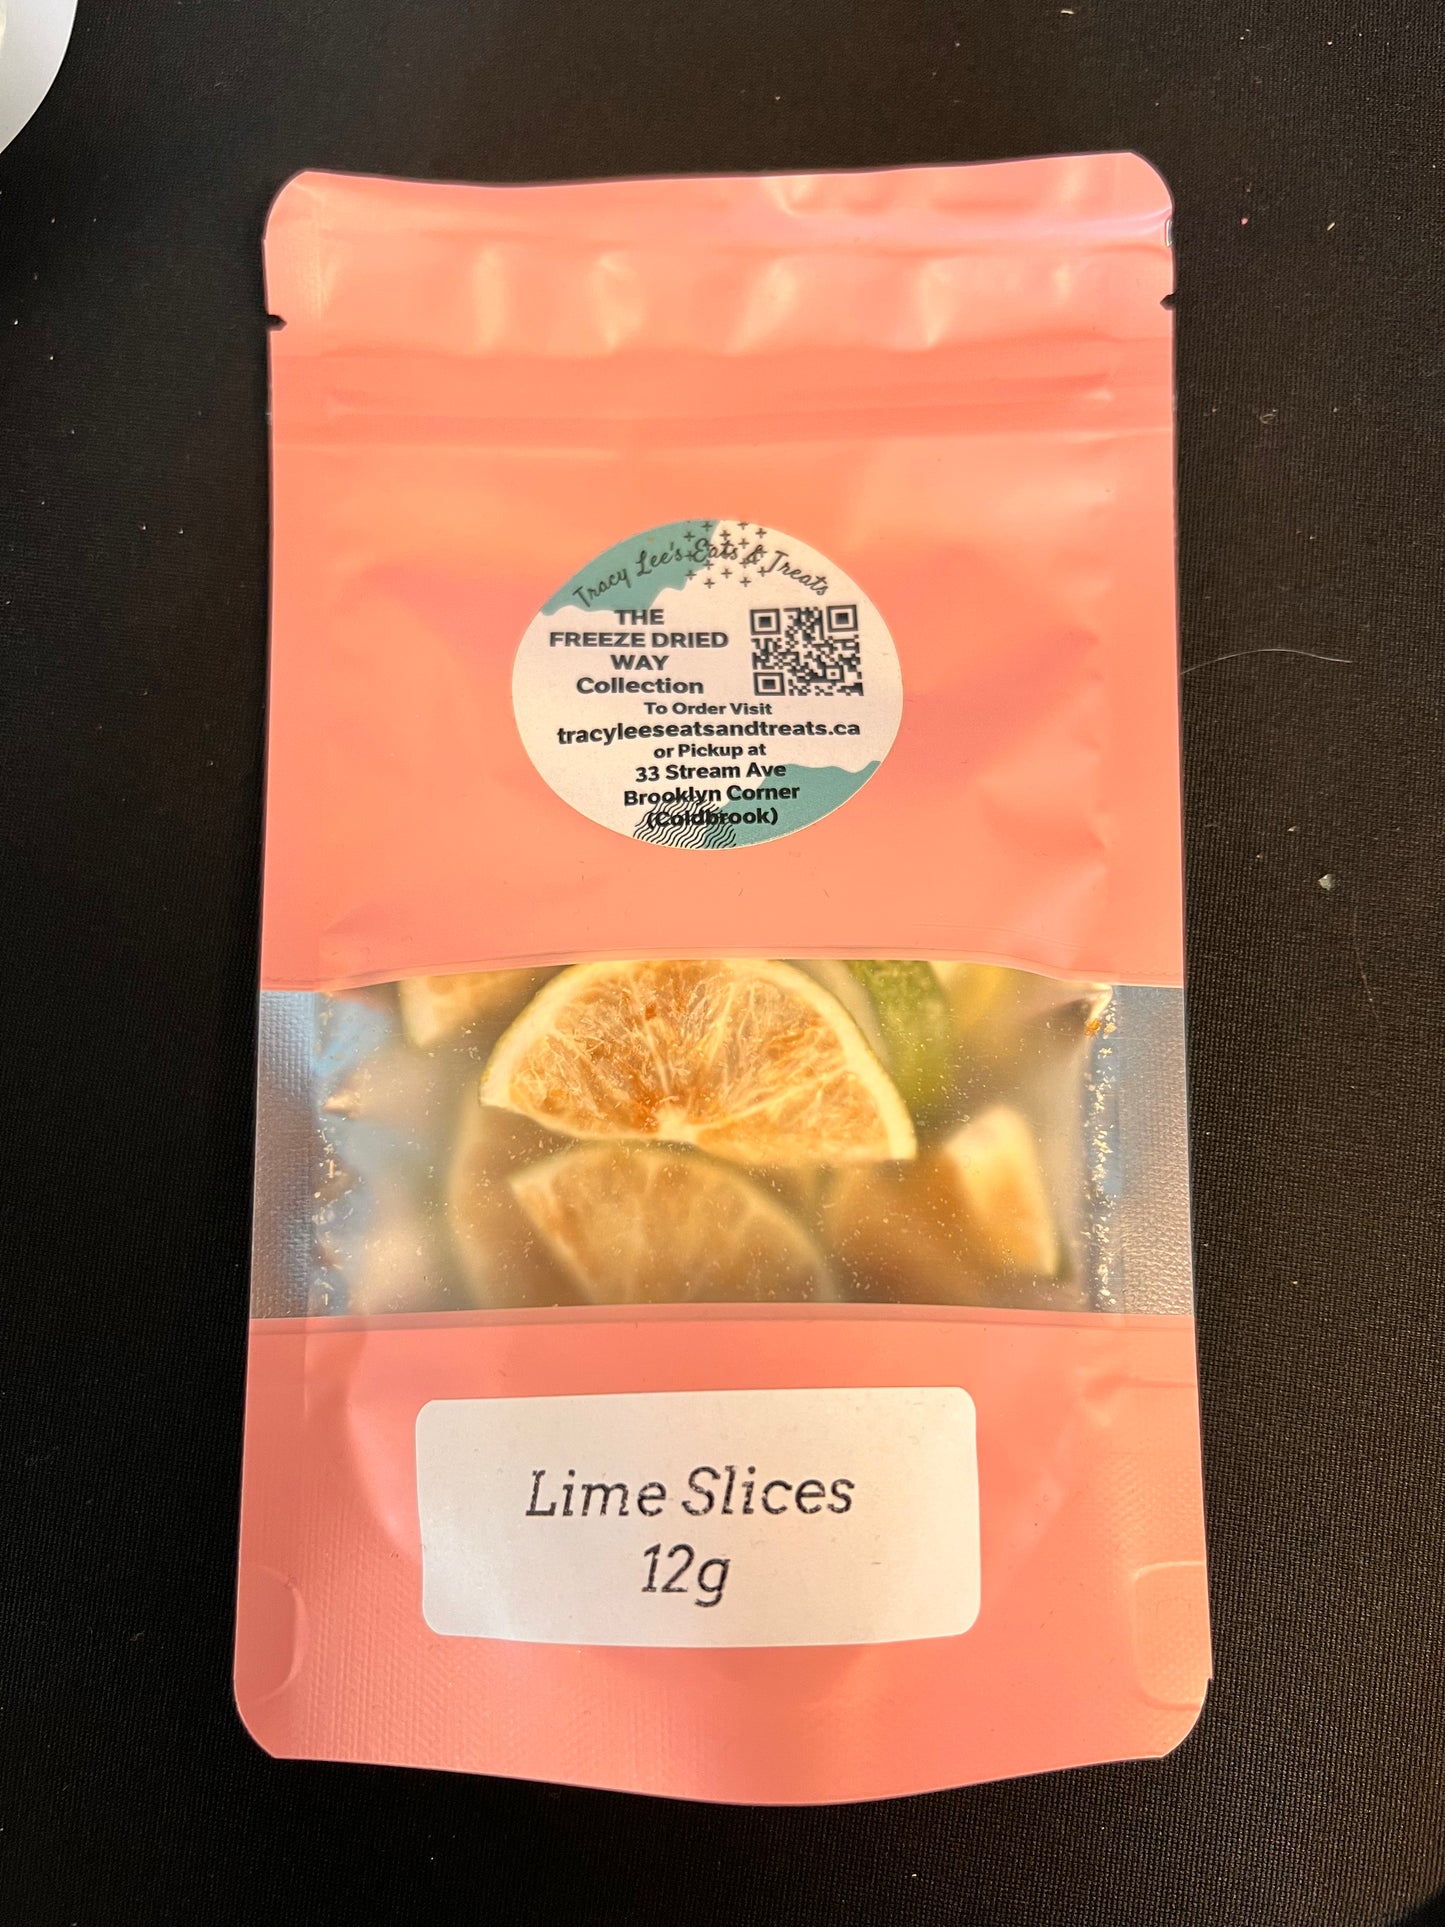 Tracy Lee's Eats & Treats
THE
FREEZE DRIED
WAY
Collection
To Order Visit
tracyleeseatsandtreats.ca
or Pickup at
33 Stream Ave
Brooklyn Corner
(Coldbrook)
Lime Slices
12g